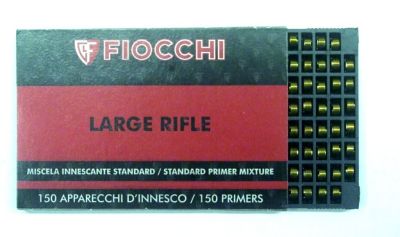 FIOCCHI
LARGE RIFLE
MISCELA INNESCANTE STANDARD / STANDARD PRIMER MIXTURE
150 APPARECCHI D'INNESCO / 150 PRIMERS